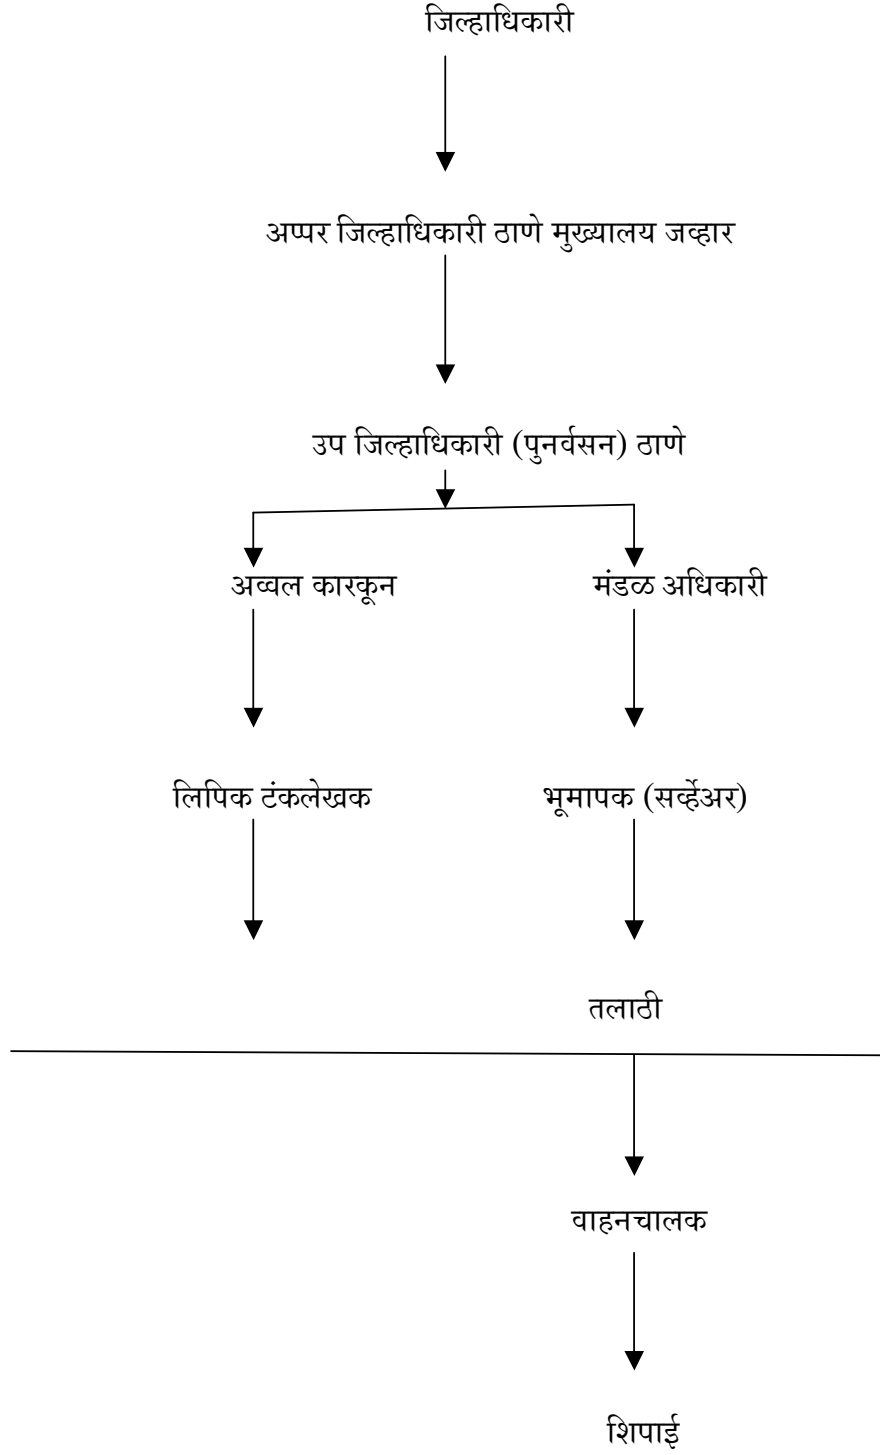 जिल्हाधिकारी
अप्पर जिल्हाधिकारी ठाणे मुख्यालय जव्हार
उप जिल्हाधिकारी (पुनर्वसन) ठाणे
अव्वल कारकून
मंडळ अधिकारी
लिपिक टंकलेखक
भूमापक (सर्व्हेअर)
तलाठी
वाहनचालक
शिपाई